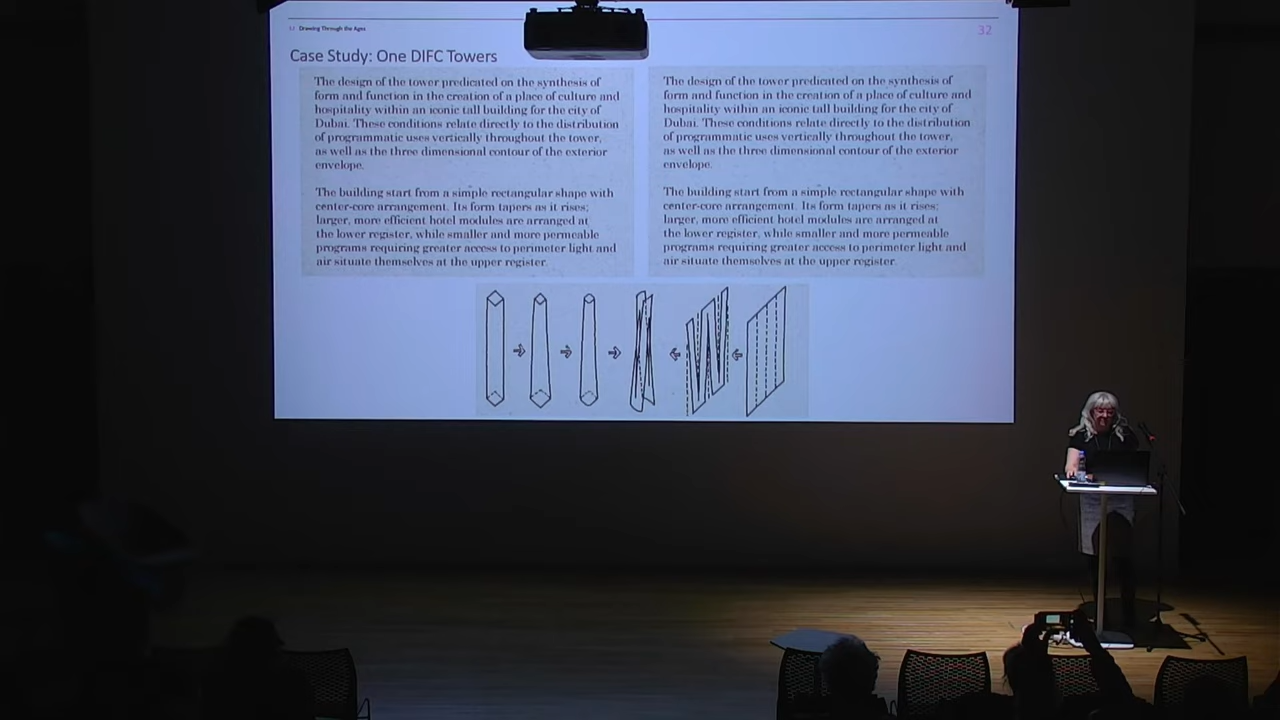 Drawing Through the Ages
32
Case Study: One DIFC Towers
The design of the tower predicated on the synthesis of
form and function in the creation of a place of culture and
hospitality within an iconic tall building for the city of
Dubai. These conditions relate directly to the distribution
of programmatic uses vertically throughout the tower,
as well as the three dimensional contour of the exterior
envelope.
The building start from a simple rectangular shape with
center-core arrangement. Its form tapers as it rises;
larger, more efficient hotel modules are arranged at
the lower register, while smaller and more permeable
programs requiring greater access to perimeter light and
air situate themselves at the upper register.
The design of the tower predicated on the synthesis of
form and function in the creation of a place of culture and
hospitality within an iconic tall building for the city of
Dubai. These conditions relate directly to the distribution
of programmatic uses vertically throughout the tower,
as well as the three dimensional contour of the exterior
envelope.
The building start from a simple rectangular shape with
center-core arrangement. Its form tapers as it rises;
larger, more efficient hotel modules are arranged at
the lower register, while smaller and more permeable
programs requiring greater access to perimeter light and
air situate themselves at the upper register.